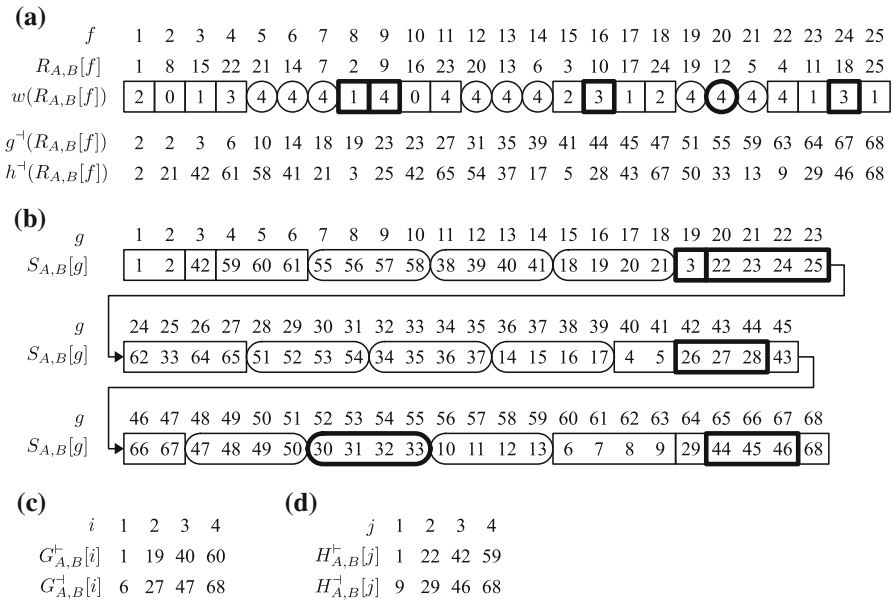 (a)
f 1 2 3 4 5 6 7 8 9 10 11 12 13 14 15 16 17 18 19 20 21 22 23 24 25
R_{A,B}[f] 1 8 15 22 21 14 7 2 9 16 23 20 13 6 3 10 17 24 19 12 5 4 11 18 25
w(R_{A,B}[f]) 2 0 1 3 4 4 4 1 4 0 4 4 4 4 2 3 1 2 4 4 4 4 1 3 1
g^⊣(R_{A,B}[f]) 2 2 3 6 10 14 18 19 23 23 27 31 35 39 41 44 45 47 51 55 59 63 64 67 68
h^⊣(R_{A,B}[f]) 2 21 42 61 58 41 21 3 25 42 65 54 37 17 5 28 43 67 50 33 13 9 29 46 68
(b)
g 1 2 3 4 5 6 7 8 9 10 11 12 13 14 15 16 17 18 19 20 21 22 23
S_{A,B}[g] 1 2 42 59 60 61 55 56 57 58 38 39 40 41 18 19 20 21 3 22 23 24 25
g 24 25 26 27 28 29 30 31 32 33 34 35 36 37 38 39 40 41 42 43 44 45
S_{A,B}[g] 62 33 64 65 51 52 53 54 34 35 36 37 14 15 16 17 4 5 26 27 28 43
g 46 47 48 49 50 51 52 53 54 55 56 57 58 59 60 61 62 63 64 65 66 67 68
S_{A,B}[g] 66 67 47 48 49 50 30 31 32 33 10 11 12 13 6 7 8 9 29 44 45 46 68
(c)
i 1 2 3 4
G^⊢_{A,B}[i] 1 19 40 60
G^⊣_{A,B}[i] 6 27 47 68
(d)
j 1 2 3 4
H^⊢_{A,B}[j] 1 22 42 59
H^⊣_{A,B}[j] 9 29 46 68